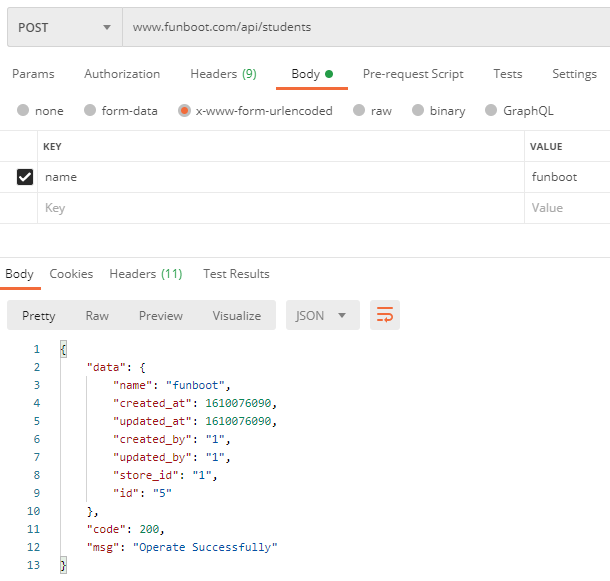 POST www.funboot.com/api/students
Params Authorization Headers (9) Body Pre-request Script Tests Settings
none form-data x-www-form-urlencoded raw binary GraphQL
KEY VALUE
name funboot
Key Value
Body Cookies Headers (11) Test Results
Pretty Raw Preview Visualize JSON
1 {
2 "data": {
3 "name": "funboot",
4 "created_at": 1610076090,
5 "updated_at": 1610076090,
6 "created_by": "1",
7 "updated_by": "1",
8 "store_id": "1",
9 "id": "5"
10 },
11 "code": 200,
12 "msg": "Operate Successfully"
13 }